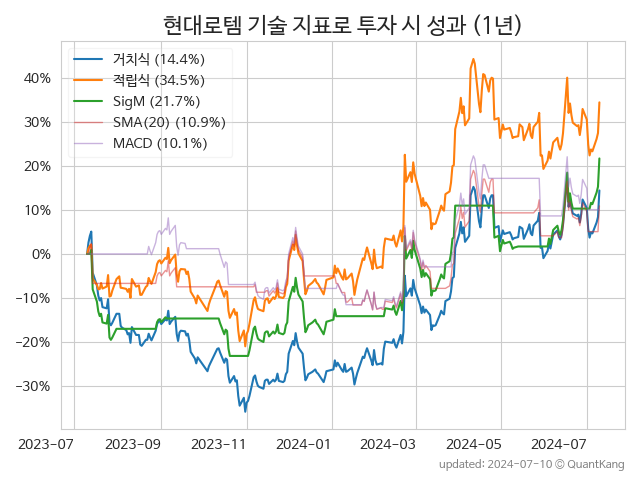 현대로템 기술 지표로 투자 시 성과 (1년)
거치식 (14.4%)
적립식 (34.5%)
SigM (21.7%)
SMA(20) (10.9%)
MACD (10.1%)
40%
30%
20%
10%
0%
−10%
−20%
−30%
2023-07 2023-09 2023-11 2024-01 2024-03 2024-05 2024-07
updated: 2024-07-10 © QuantKang